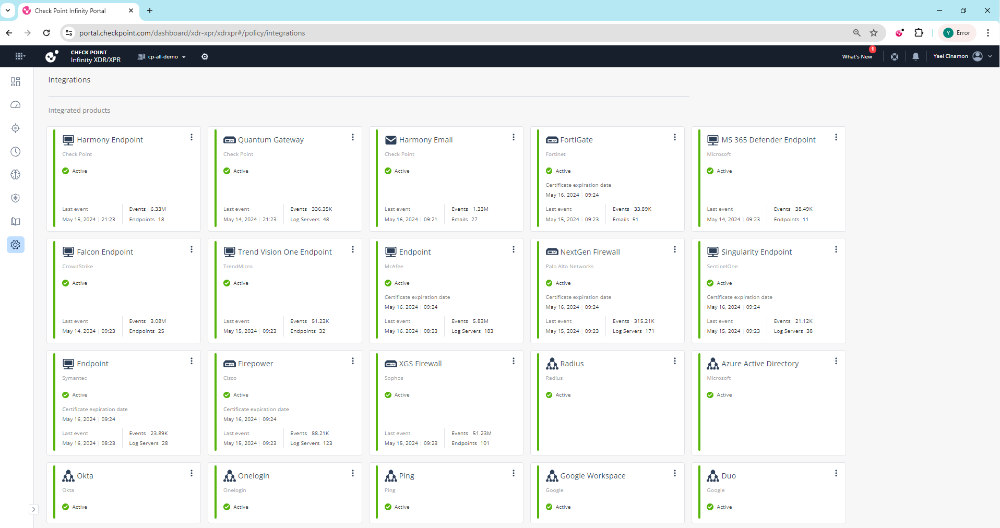 Check Point Infinity Portal
portal.checkpoint.com/dashboard/xdr-xpr/xdrxpr#/policy/integrations
Y Error
CHECK POINT
Infinity XDR/XPR
cp-all-demo
What's New
1
Yael Cinamon
Integrations
Integrated products
Harmony Endpoint
Check Point
Active
Last event
May 15, 2024 | 21:23
Events 6.33M
Endpoints 18
Quantum Gateway
Check Point
Active
Last event
May 14, 2024 | 21:23
Events 336.35K
Log Servers 48
Harmony Email
Check Point
Active
Last event
May 16, 2024 | 09:21
Events 1.33M
Emails 27
FortiGate
Fortinet
Active
Certificate expiration date
May 16, 2024 | 09:24
Last event
May 15, 2024 | 09:23
Events 33.89K
Emails 51
MS 365 Defender Endpoint
Microsoft
Active
Last event
May 14, 2024 | 09:23
Events 38.49K
Endpoints 11
Falcon Endpoint
CrowdStrike
Active
Last event
May 14, 2024 | 09:23
Events 3.08M
Endpoints 25
Trend Vision One Endpoint
TrendMicro
Active
Last event
May 15, 2024 | 09:23
Events 51.23K
Endpoints 32
Endpoint
McAfee
Active
Certificate expiration date
May 16, 2024 | 09:24
Last event
May 16, 2024 | 08:23
Events 5.83M
Log Servers 183
NextGen Firewall
Palo Alto Networks
Active
Certificate expiration date
May 16, 2024 | 09:24
Last event
May 15, 2024 | 09:23
Events 315.21K
Log Servers 171
Singularity Endpoint
SentinelOne
Active
Certificate expiration date
May 16, 2024 | 09:24
Last event
May 15, 2024 | 09:23
Events 21.12K
Log Servers 38
Endpoint
Symantec
Active
Certificate expiration date
May 16, 2024 | 09:24
Last event
May 16, 2024 | 08:23
Events 23.89K
Log Servers 28
Firepower
Cisco
Active
Certificate expiration date
May 16, 2024 | 09:24
Last event
May 15, 2024 | 09:23
Events 88.21K
Log Servers 123
XGS Firewall
Sophos
Active
Last event
May 15, 2024 | 09:23
Events 51.23M
Endpoints 101
Radius
Radius
Active
Azure Active Directory
Microsoft
Active
Okta
Okta
Active
Onelogin
Onelogin
Active
Ping
Ping
Active
Google Workspace
Google
Active
Duo
Google
Active